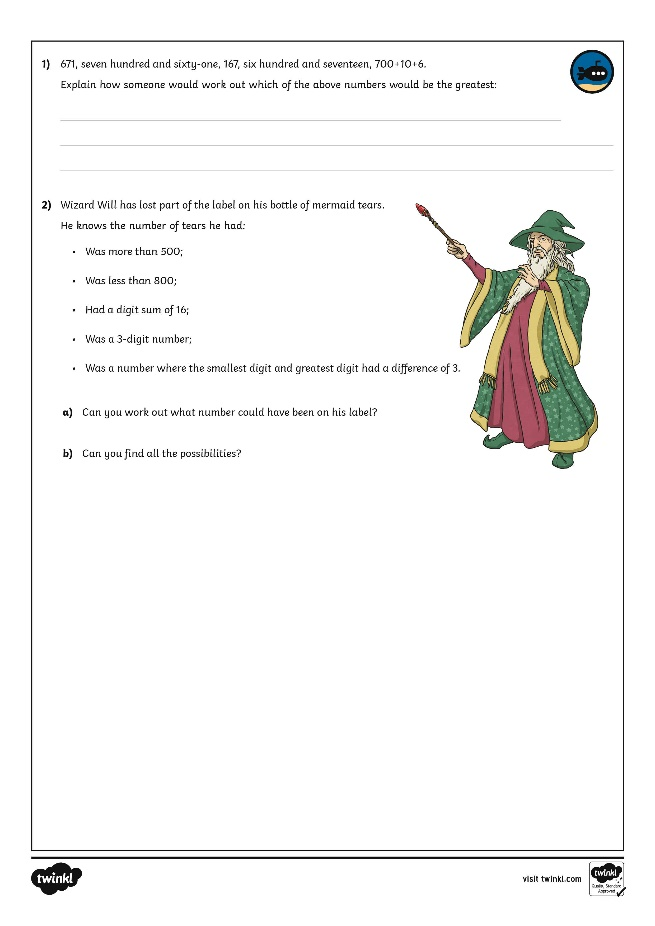 1) 671, seven hundred and sixty-one, 167, six hundred and seventeen, 700+10+6.
Explain how someone would work out which of the above numbers would be the greatest:
2) Wizard Will has lost part of the label on his bottle of mermaid tears.
He knows the number of tears he had:
• Was more than 500;
• Was less than 800;
• Had a digit sum of 16;
• Was a 3-digit number;
• Was a number where the smallest digit and greatest digit had a difference of 3.
a) Can you work out what number could have been on his label?
b) Can you find all the possibilities?
twinkl
visit twinkl.com
twinkl
Quality Standard
Approved